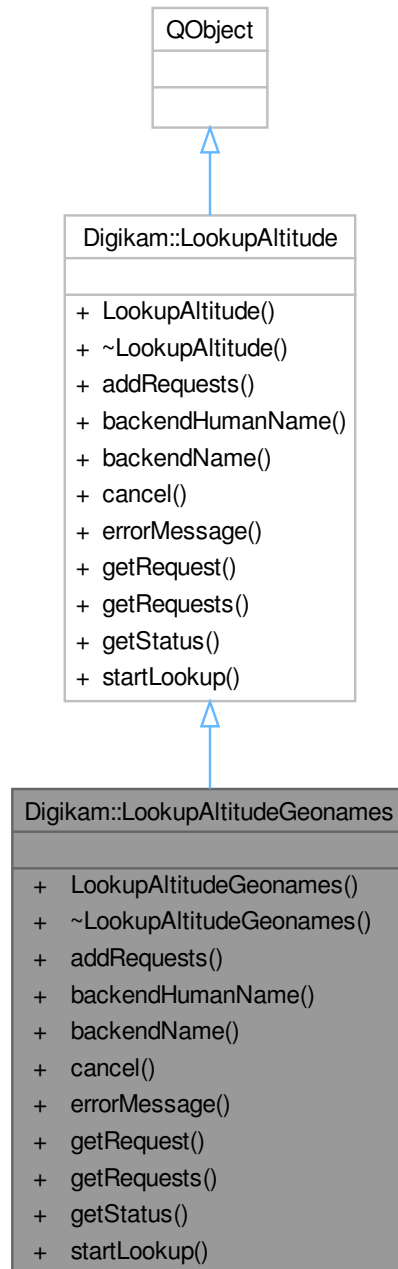 QObject
Digikam::LookupAltitude
+ LookupAltitude()
+ ~LookupAltitude()
+ addRequests()
+ backendHumanName()
+ backendName()
+ cancel()
+ errorMessage()
+ getRequest()
+ getRequests()
+ getStatus()
+ startLookup()
Digikam::LookupAltitudeGeonames
+ LookupAltitudeGeonames()
+ ~LookupAltitudeGeonames()
+ addRequests()
+ backendHumanName()
+ backendName()
+ cancel()
+ errorMessage()
+ getRequest()
+ getRequests()
+ getStatus()
+ startLookup()